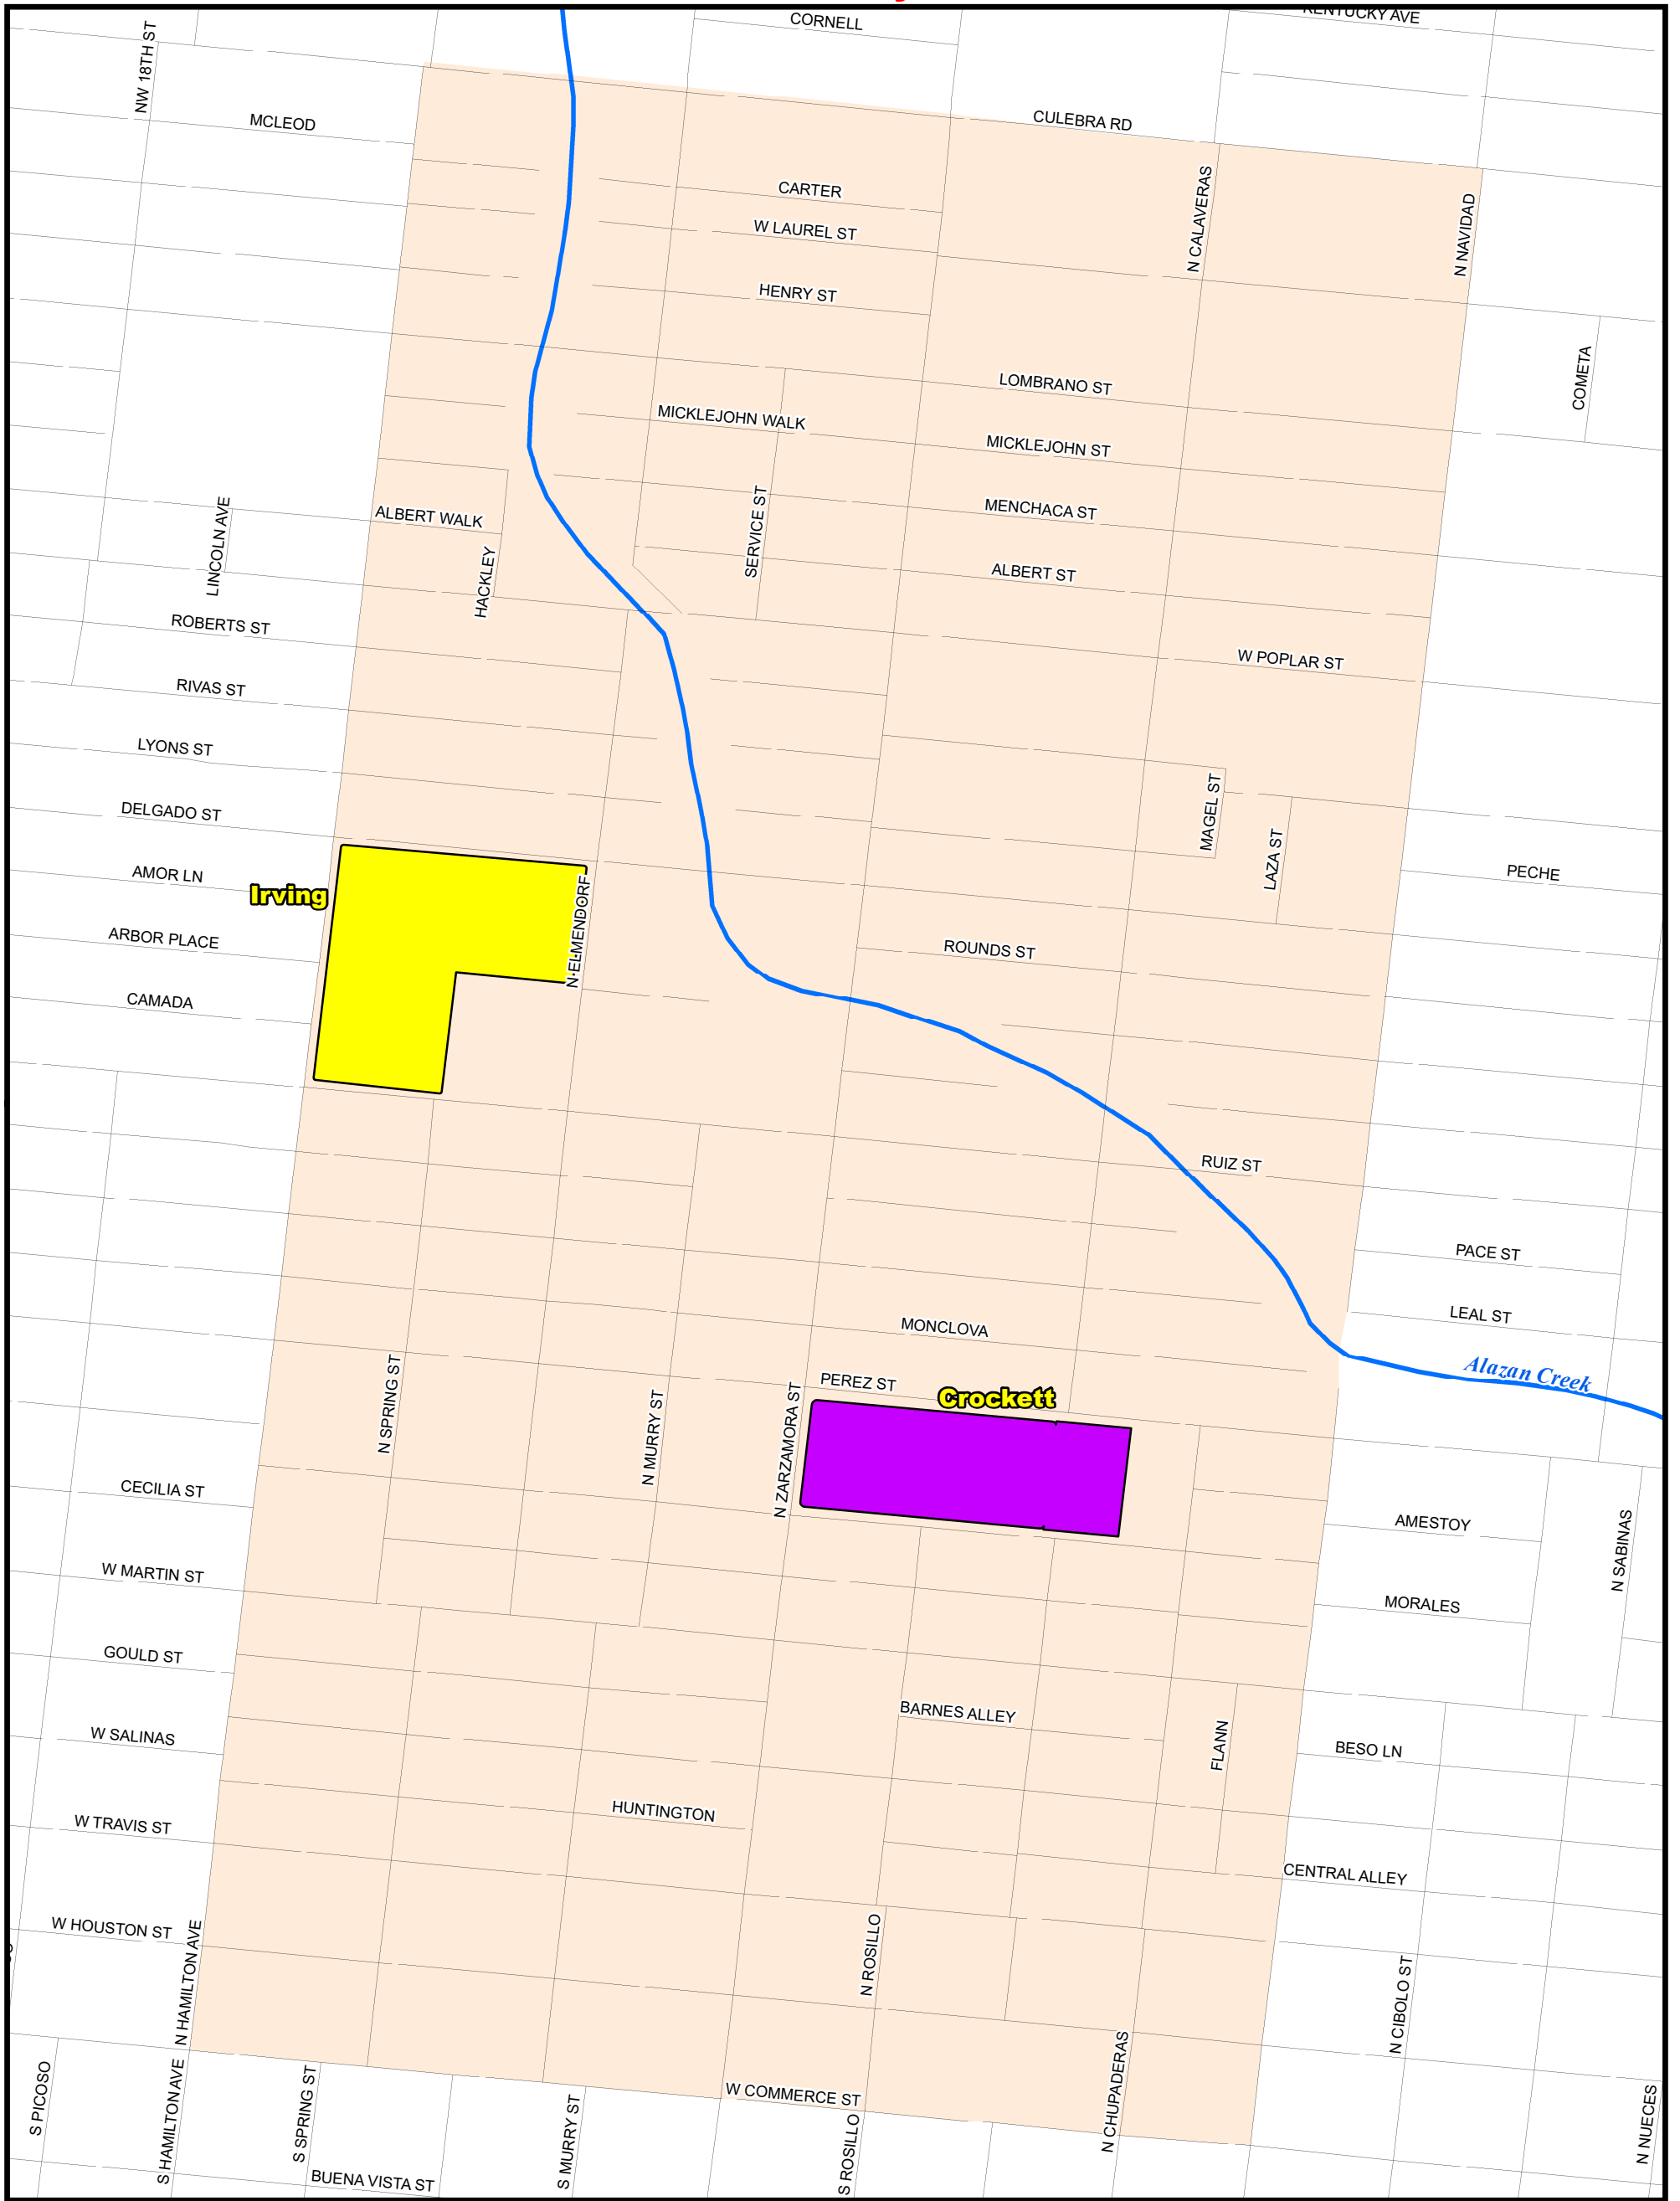 CORNELL
KENTUCKY AVE
NW 18TH ST
MCLEOD
CULEBRA RD
CARTER
W LAUREL ST
N CALAVERAS
N NAVIDAD
HENRY ST
LOMBRANO ST
COMETA
MICKLEJOHN WALK
MICKLEJOHN ST
ALBERT WALK
LINCOLN AVE
HACKLEY
SERVICE ST
MENCHACA ST
ALBERT ST
ROBERTS ST
W POPLAR ST
RIVAS ST
LYONS ST
DELGADO ST
MAGEL ST
LAZA ST
AMOR LN
PECHE
Irving
N ELMENDORF
ARBOR PLACE
ROUNDS ST
CAMADA
RUIZ ST
PACE ST
LEAL ST
MONCLOVA
Alazan Creek
PEREZ ST
Crockett
N SPRING ST
N MURRY ST
N ZARZAMORA ST
CECILIA ST
AMESTOY
N SABINAS
W MARTIN ST
MORALES
GOULD ST
BARNES ALLEY
FLANN
W SALINAS
BESO LN
HUNTINGTON
W TRAVIS ST
CENTRAL ALLEY
W HOUSTON ST
N HAMILTON AVE
N ROSILLO
N CIBOLO ST
S PICOSO
S HAMILTON AVE
S SPRING ST
S MURRY ST
W COMMERCE ST
S ROSILLO
N CHUPADERAS
N NUECES
BUENA VISTA ST